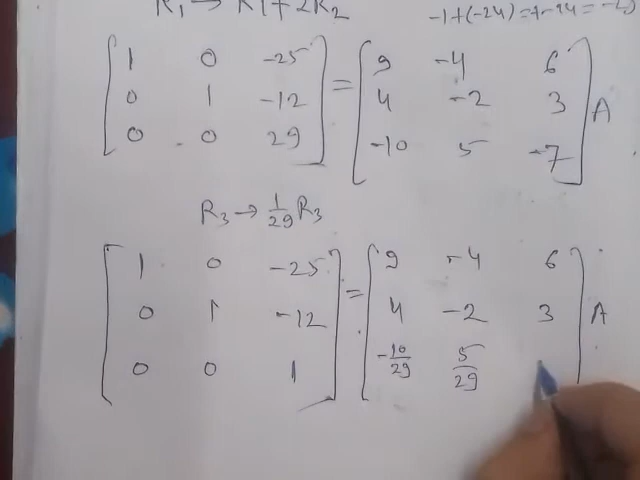 R₁ → R1+2R₂
-1+(-24)=-1-24=-25
[1 0 -25] = [9 -4 6]
[0 1 -12] [4 -2 3] A
[0 0 29] [-10 5 -7]
R₃ → 1/29 R₃
[1 0 -25] = [9 -4 6]
[0 1 -12] [4 -2 3] A
[0 0 1] [-10/29 5/29